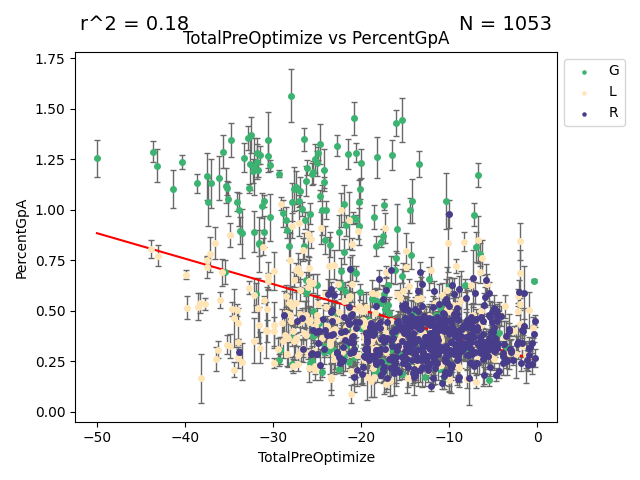 r^2 = 0.18 N = 1053
TotalPreOptimize vs PercentGpA
1.75
1.50
1.25
1.00
0.75
0.50
0.25
0.00
PercentGpA
−50 −40 −30 −20 −10 0
TotalPreOptimize
G
L
R